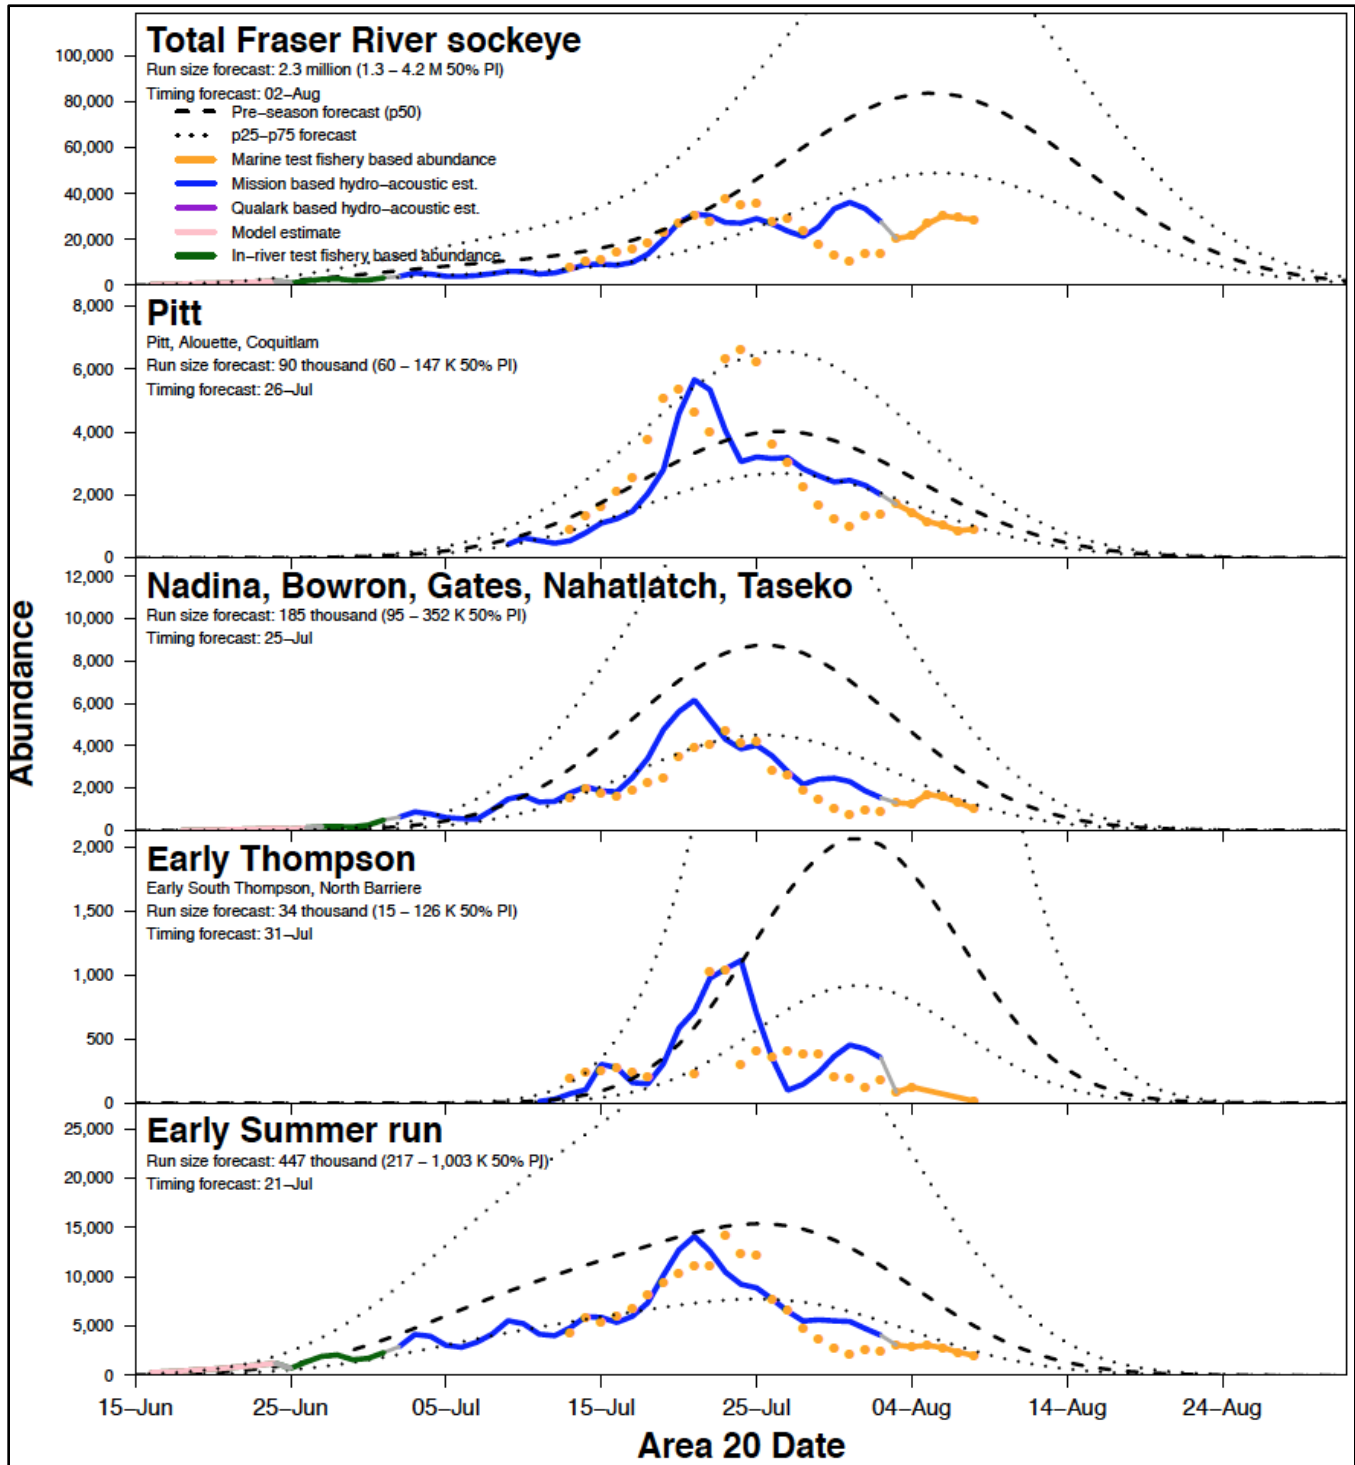 Total Fraser River sockeye
Run size forecast: 2.3 million (1.3 – 4.2 M 50% PI)
Timing forecast: 02–Aug
Pre–season forecast (p50)
p25–p75 forecast
Marine test fishery based abundance
Mission based hydro–acoustic est.
Qualark based hydro–acoustic est.
Model estimate
In–river test fishery based abundance
100,000
80,000
60,000
40,000
20,000
0
Pitt
Pitt, Alouette, Coquitlam
Run size forecast: 90 thousand (60 – 147 K 50% PI)
Timing forecast: 26–Jul
8,000
6,000
4,000
2,000
0
Nadina, Bowron, Gates, Nahatlatch, Taseko
Run size forecast: 185 thousand (95 – 352 K 50% PI)
Timing forecast: 25–Jul
12,000
10,000
8,000
6,000
4,000
2,000
0
Early Thompson
Early South Thompson, North Barriere
Run size forecast: 34 thousand (15 – 126 K 50% PI)
Timing forecast: 31–Jul
2,000
1,500
1,000
500
0
Early Summer run
Run size forecast: 447 thousand (217 – 1,003 K 50% PI)
Timing forecast: 21–Jul
25,000
20,000
15,000
10,000
5,000
0
Abundance
15–Jun
25–Jun
05–Jul
15–Jul
25–Jul
04–Aug
14–Aug
24–Aug
Area 20 Date